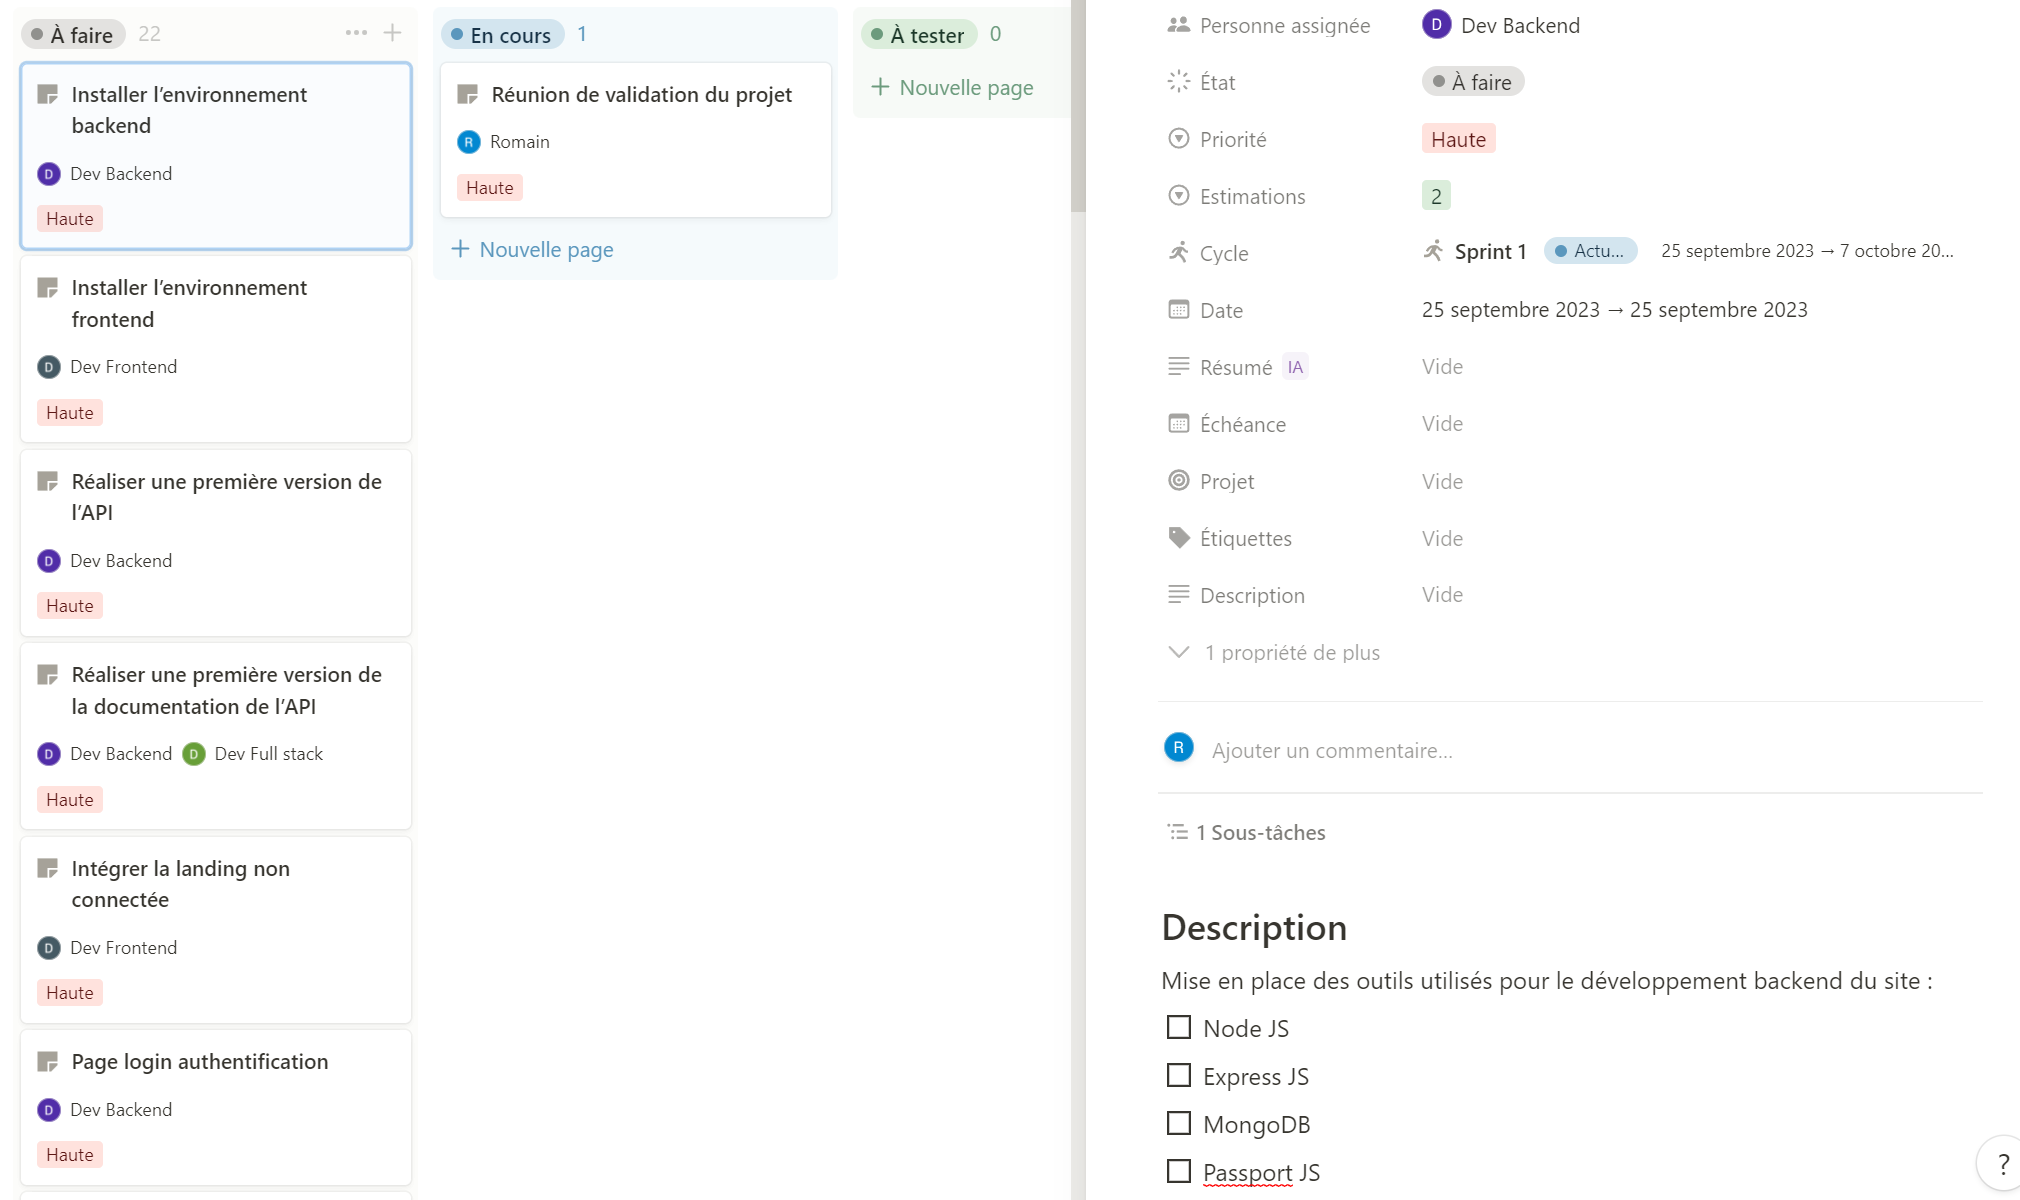 À faire 22
Installer l’environnement
backend
D Dev Backend
Haute
Installer l’environnement
frontend
D Dev Frontend
Haute
Réaliser une première version de
l’API
D Dev Backend
Haute
Réaliser une première version de
la documentation de l’API
D Dev Backend D Dev Full stack
Haute
Intégrer la landing non
connectée
D Dev Frontend
Haute
Page login authentification
D Dev Backend
Haute
En cours 1
Réunion de validation du projet
R Romain
Haute
+ Nouvelle page
À tester 0
+ Nouvelle page
Personne assignée D Dev Backend
État À faire
Priorité Haute
Estimations 2
Cycle Sprint 1 Actu... 25 septembre 2023 → 7 octobre 20...
Date 25 septembre 2023 → 25 septembre 2023
Résumé IA Vide
Échéance Vide
Projet Vide
Étiquettes Vide
Description Vide
1 propriété de plus
R Ajouter un commentaire...
1 Sous-tâches
Description
Mise en place des outils utilisés pour le développement backend du site :
Node JS
Express JS
MongoDB
Passport JS
?